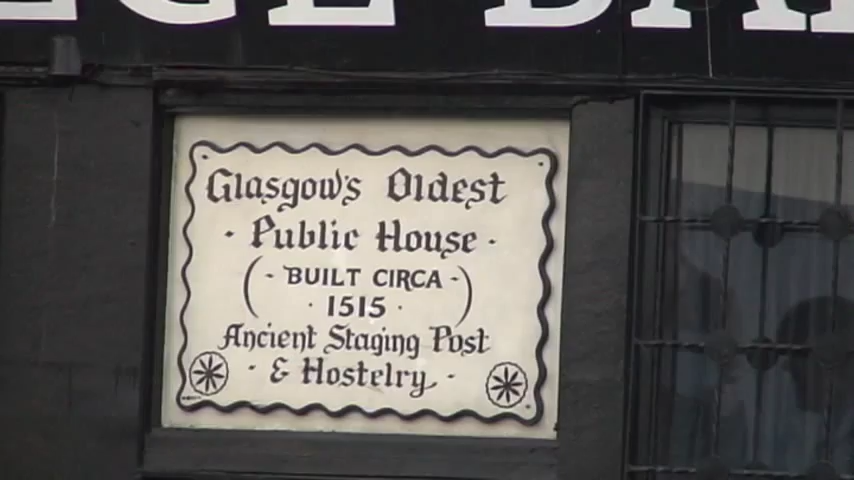 Glasgow's Oldest
· Public House ·
(- BUILT CIRCA -)
· 1515 ·
Ancient Staging Post
· & Hostelry ·